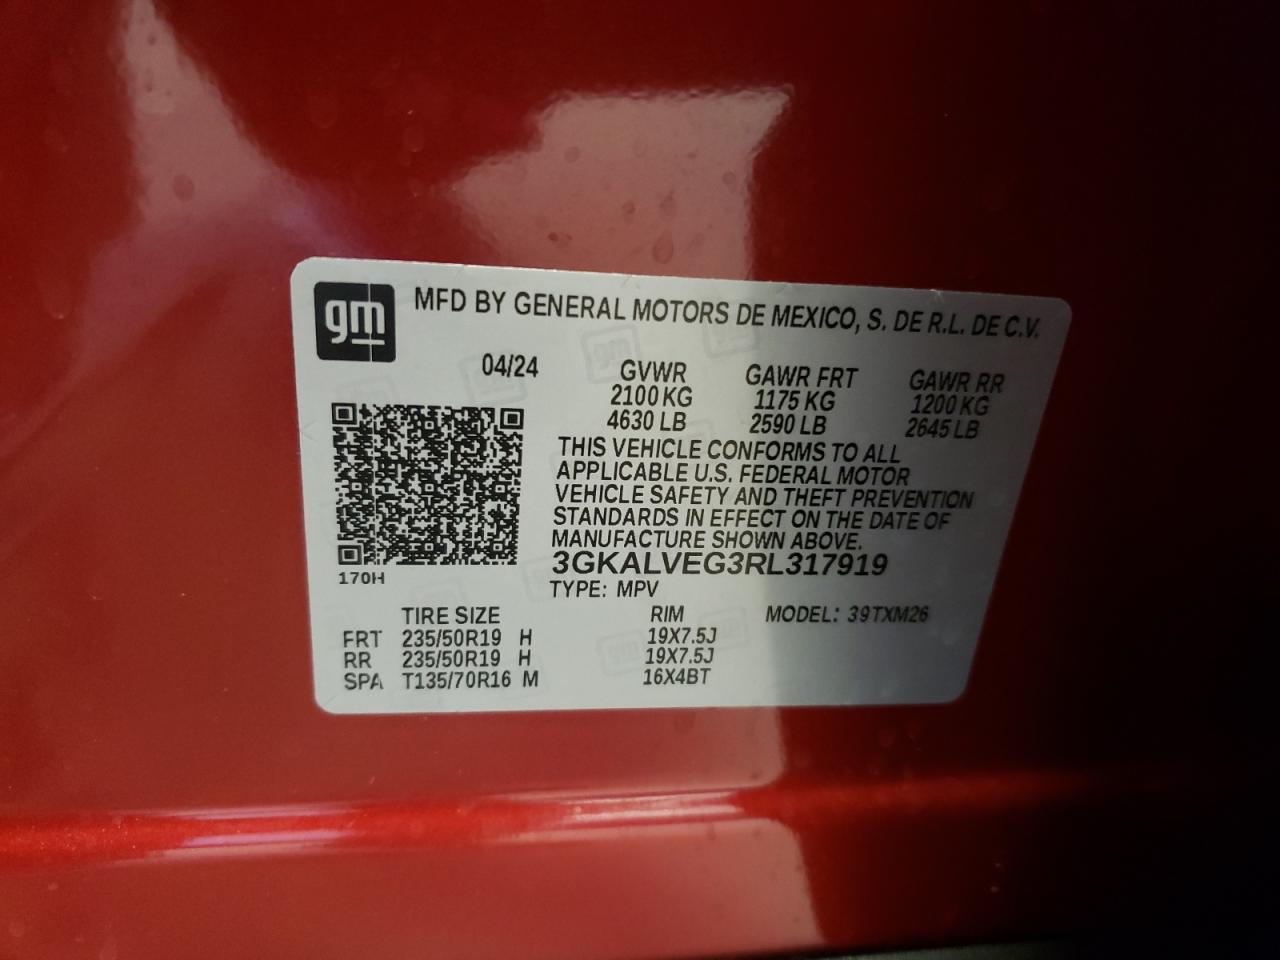 gm
MFD BY GENERAL MOTORS DE MEXICO, S. DE R.L. DE C.V.
04/24 GVWR GAWR FRT GAWR RR
2100 KG 1175 KG 1200 KG
4630 LB 2590 LB 2645 LB
THIS VEHICLE CONFORMS TO ALL
APPLICABLE U.S. FEDERAL MOTOR
VEHICLE SAFETY AND THEFT PREVENTION
STANDARDS IN EFFECT ON THE DATE OF
MANUFACTURE SHOWN ABOVE.
3GKALVEG3RL317919
170H
TYPE: MPV
TIRE SIZE RIM MODEL: 39TXM26
FRT 235/50R19 H 19X7.5J
RR 235/50R19 H 19X7.5J
SPA T135/70R16 M 16X4BT